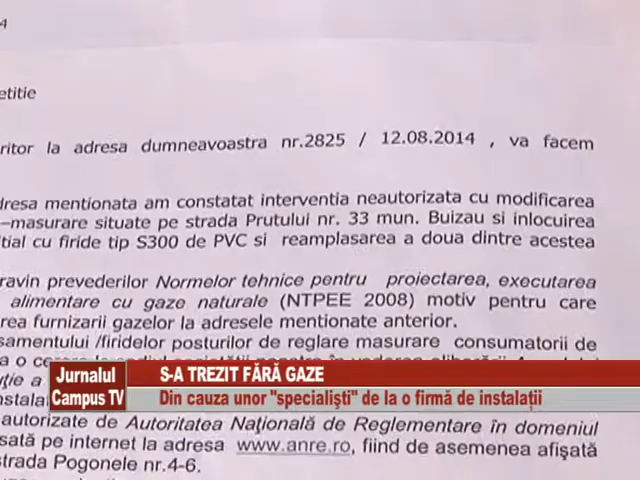 4
etitie
ritor la adresa dumneavoastra nr.2825 / 12.08.2014 , va facem
dresa mentionata am constatat interventia neautorizata cu modificarea
–masurare situate pe strada Prutului nr. 33 mun. Buizau si inlocuirea
tial cu firide tip S300 de PVC si reamplasarea a doua dintre acestea
ravin prevederilor Normelor tehnice pentru proiectarea, executarea
alimentare cu gaze naturale (NTPEE 2008) motiv pentru care
rea furnizarii gazelor la adresele mentionate anterior.
samentului /firidelor posturilor de reglare masurare consumatorii de
a o
S-A TREZIT FĂRĂ GAZE
ție a
Jurnalul
Campus TV
Din cauza unor "specialişti" de la o firmă de instalații
nstala
autorizate de Autoritatea Naţională de Reglementare în domeniul
sată pe internet la adresa www.anre.ro, fiind de asemenea afişată
strada Pogonele nr.4-6.